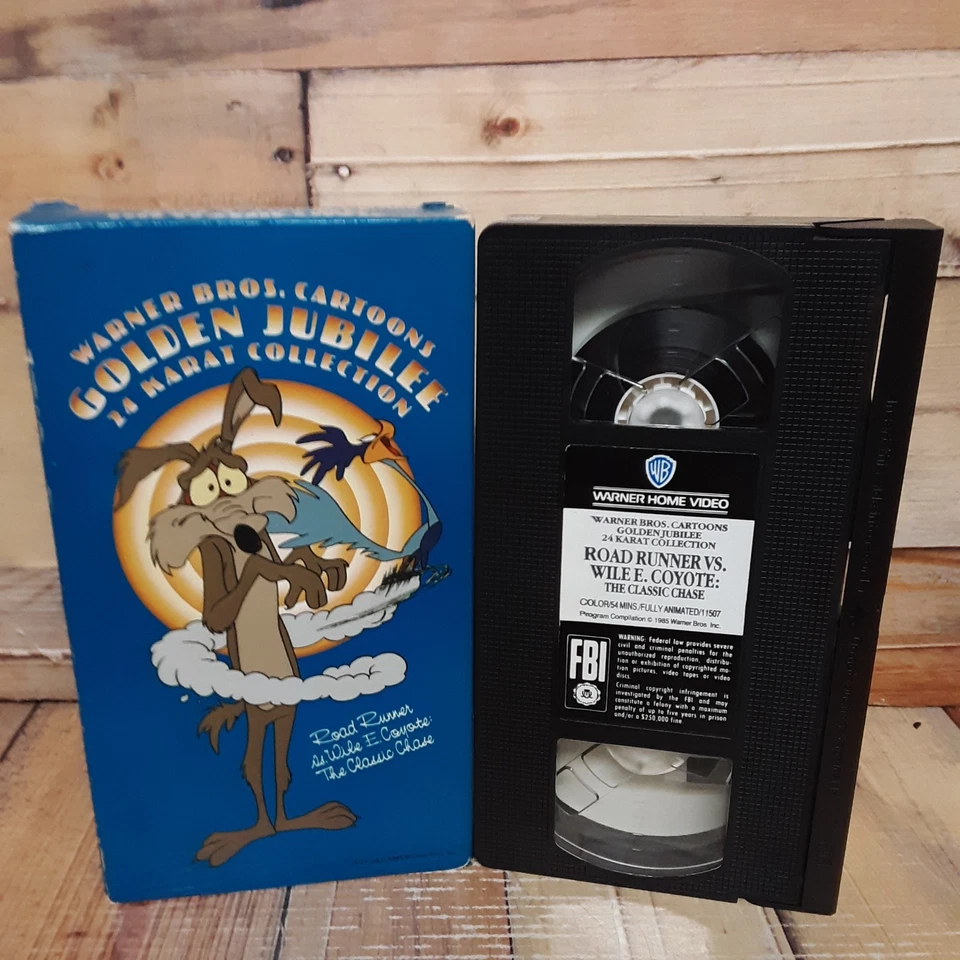 WARNER BROS. CARTOONS
GOLDEN JUBILEE
24 KARAT COLLECTION
Road Runner
vs. Wile E. Coyote:
The Classic Chase
WB
WARNER HOME VIDEO
WARNER BROS. CARTOONS
GOLDEN JUBILEE
24 KARAT COLLECTION
ROAD RUNNER VS.
WILE E. COYOTE:
THE CLASSIC CHASE
COLOR/54 MINS./FULLY ANIMATED/11507
Program Compilation © 1985 Warner Bros. Inc.
FBI
WARNING: Federal law provides severe
civil and criminal penalties for the
unauthorized reproduction, distribu-
tion or exhibition of copyrighted mo-
tion pictures, video tapes or video
discs.
Criminal copyright infringement is
investigated by the FBI and may
constitute a felony with a maximum
penalty of up to five years in prison
and/or a $250,000 fine